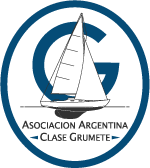 G
ASOCIACION ARGENTINA
CLASE GRUMETE